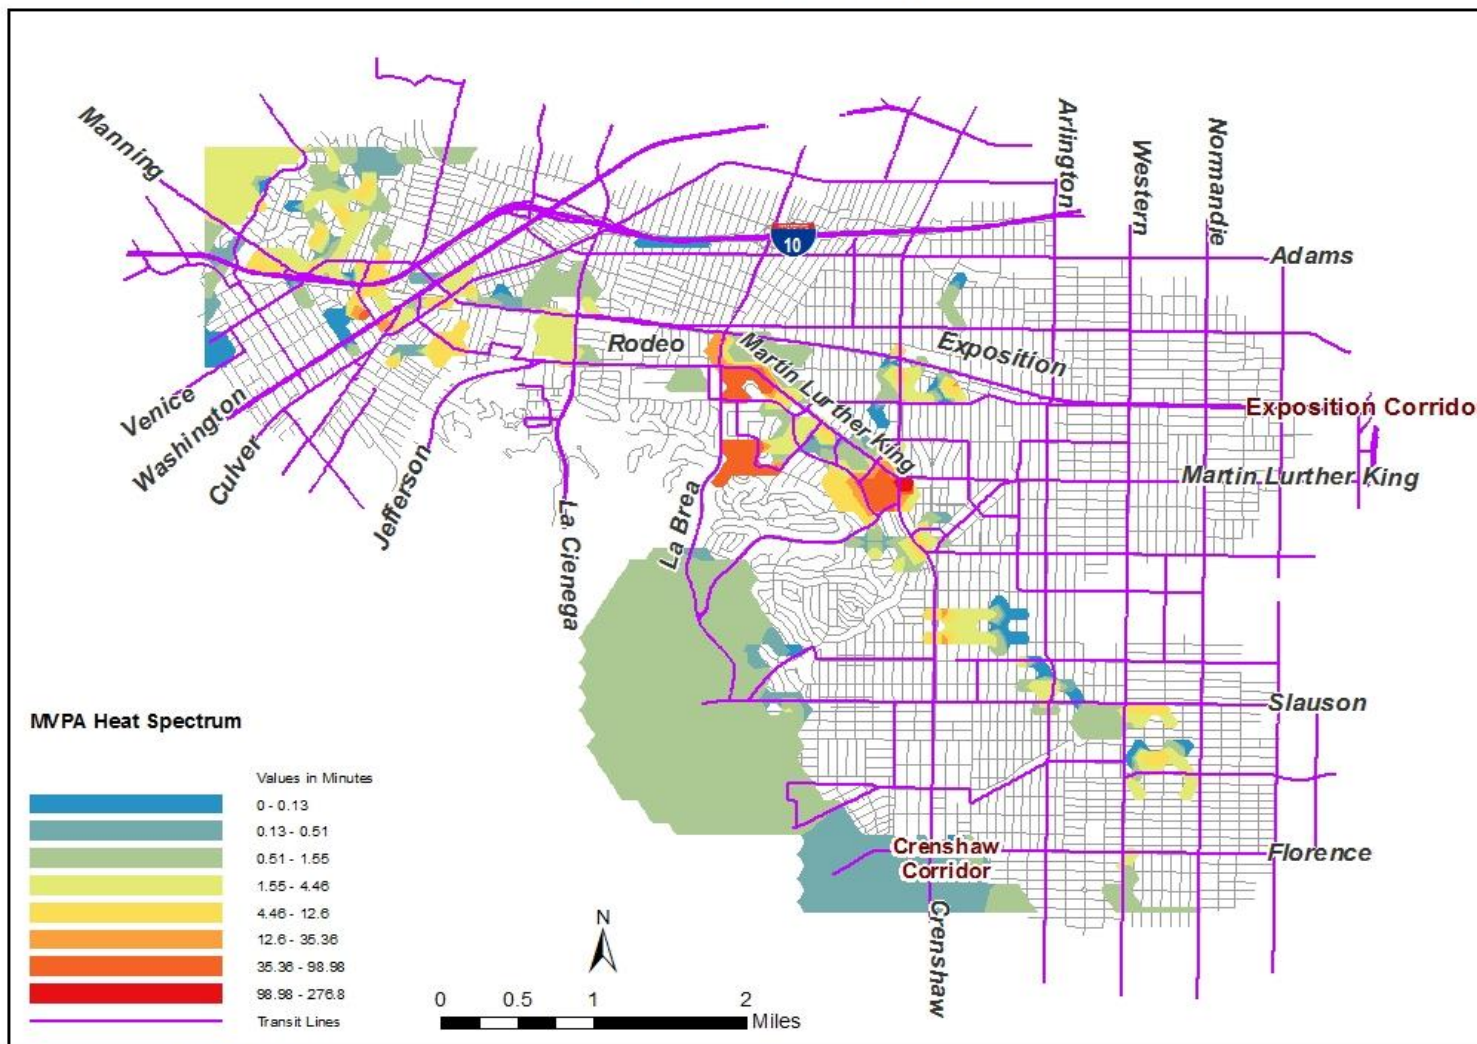 Manning
Arlington
Western
Normandie
10
Adams
Rodeo
Martin Lurther King
Exposition
Exposition Corrido
Venice
Washington
Culver
Jefferson
La Cienega
La Brea
Martin Lurther King
Slauson
MVPA Heat Spectrum
Values in Minutes
0 - 0.13
0.13 - 0.51
0.51 - 1.55
1.55 - 4.46
4.46 - 12.6
12.6 - 35.36
35.36 - 98.98
98.98 - 276.8
Transit Lines
Crenshaw
Corridor
Florence
Crenshaw
N
0 0.5 1 2
Miles